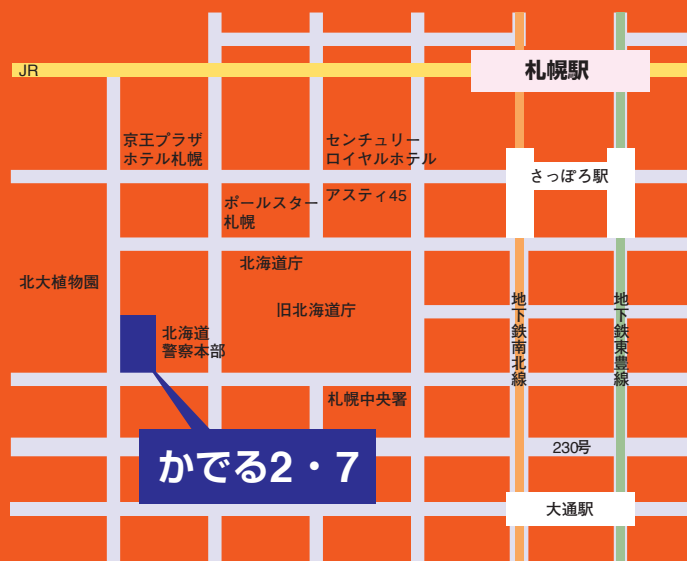 JR
札幌駅
京王プラザ
ホテル札幌
センチュリー
ロイヤルホテル
さっぽろ駅
ポールスター
札幌
アスティ45
北海道庁
北大植物園
旧北海道庁
地下鉄南北線
地下鉄東豊線
北海道
警察本部
札幌中央署
かでる2・7
230号
大通駅